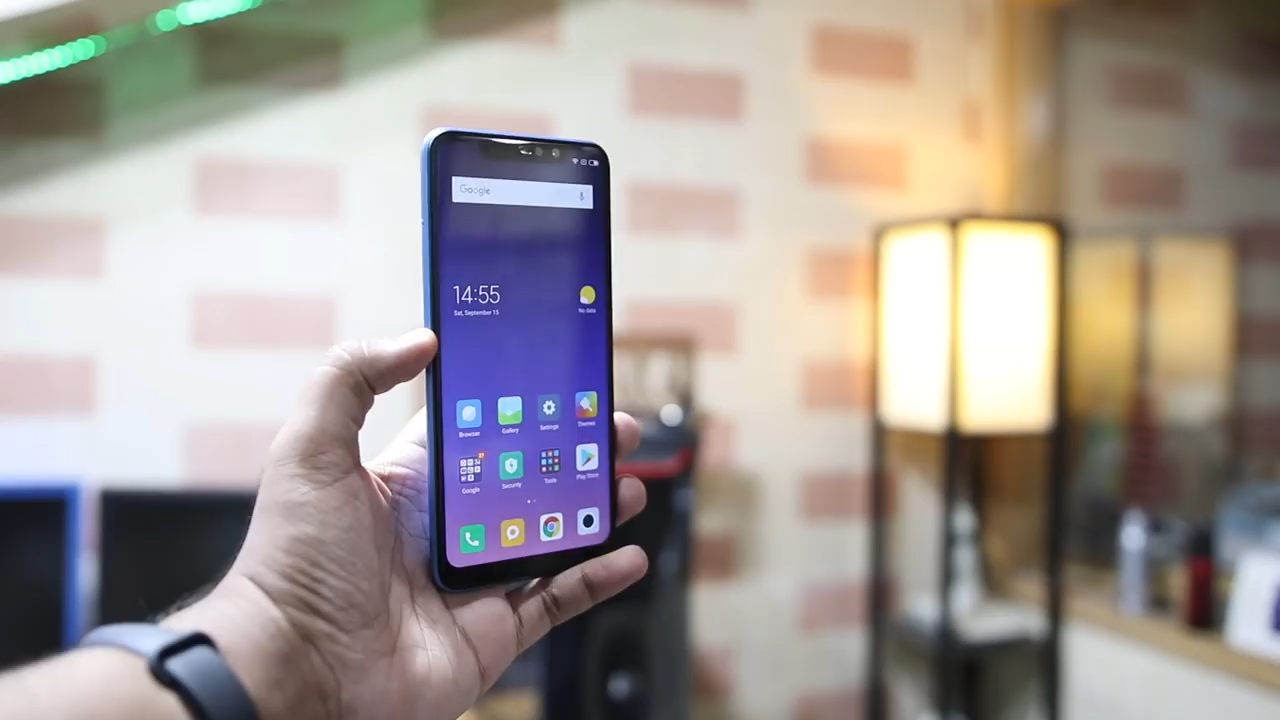 Google
14:55
Sat, September 15
No data
Browser
Gallery
Settings
Themes
Google
Security
Tools
Play Store